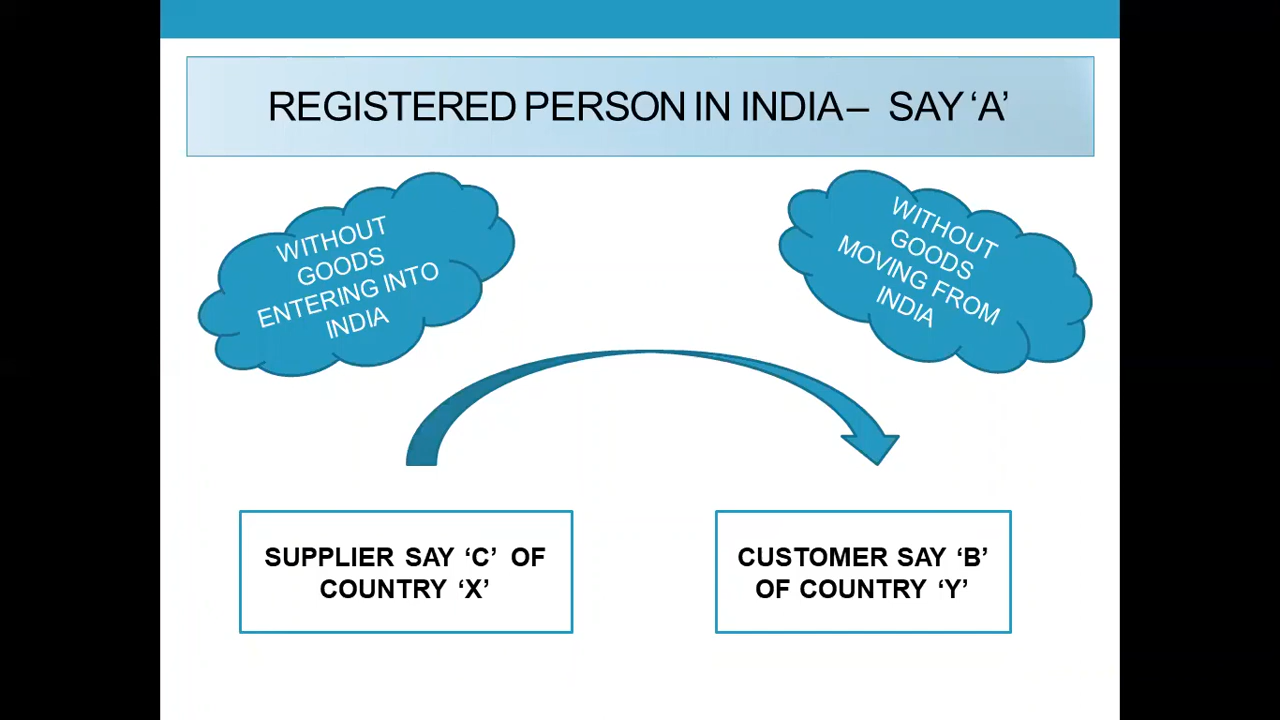 REGISTERED PERSON IN INDIA – SAY ‘A’
WITHOUT
GOODS
ENTERING INTO
INDIA
WITHOUT
GOODS
MOVING FROM
INDIA
SUPPLIER SAY ‘C’ OF
COUNTRY ‘X’
CUSTOMER SAY ‘B’
OF COUNTRY ‘Y’